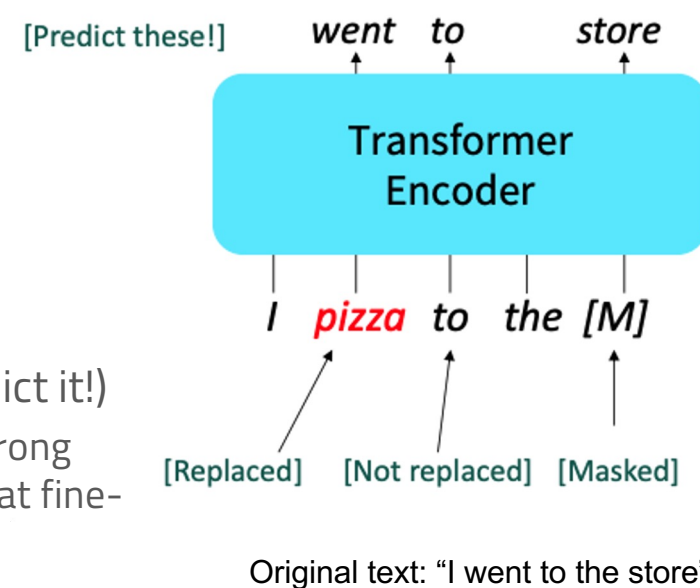 [Predict these!] went to store
Transformer
Encoder
I pizza to the [M]
ict it!)
rong
at fine-
[Replaced] [Not replaced] [Masked]
Original text: “I went to the store